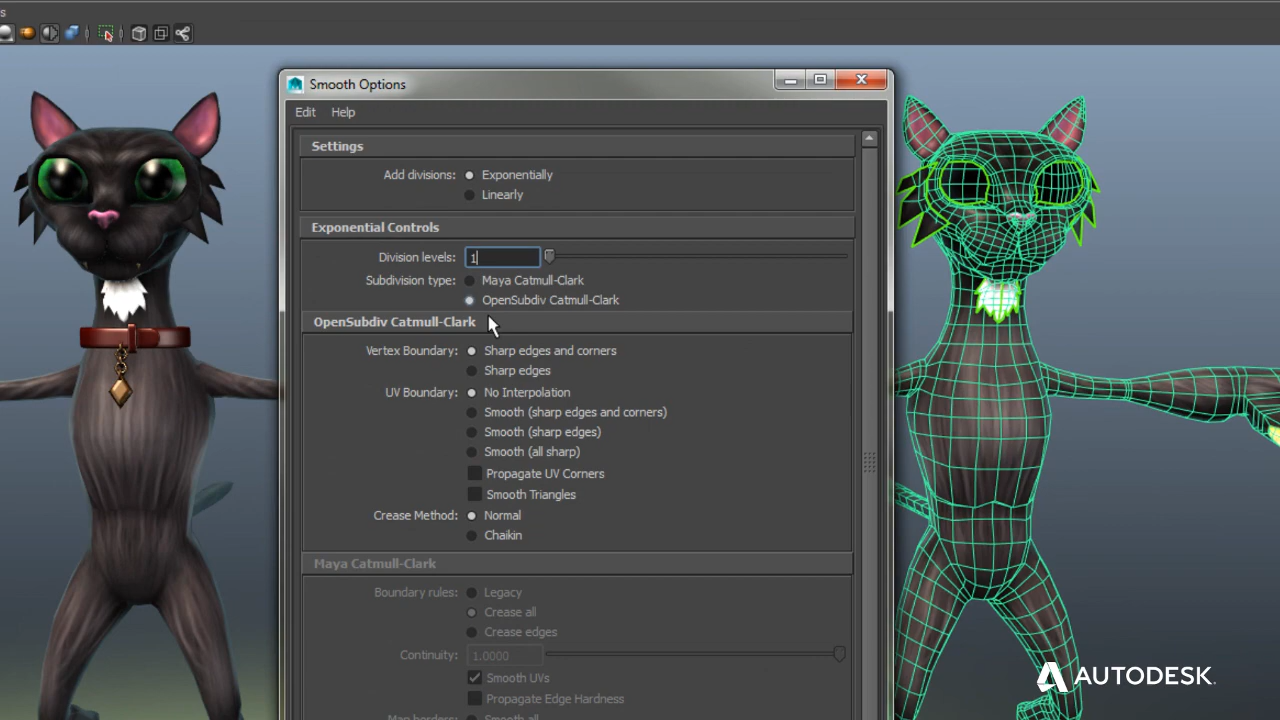 s
Smooth Options
Edit Help
Settings
Add divisions: Exponentially
Linearly
Exponential Controls
Division levels: 1
Subdivision type: Maya Catmull-Clark
OpenSubdiv Catmull-Clark
OpenSubdiv Catmull-Clark
Vertex Boundary: Sharp edges and corners
Sharp edges
UV Boundary: No Interpolation
Smooth (sharp edges and corners)
Smooth (sharp edges)
Smooth (all sharp)
Propagate UV Corners
Smooth Triangles
Crease Method: Normal
Chaikin
Maya Catmull-Clark
Boundary rules: Legacy
Crease all
Crease edges
Continuity: 1.0000
Smooth UVs
Propagate Edge Hardness
Map borders: Smooth all
AUTODESK.